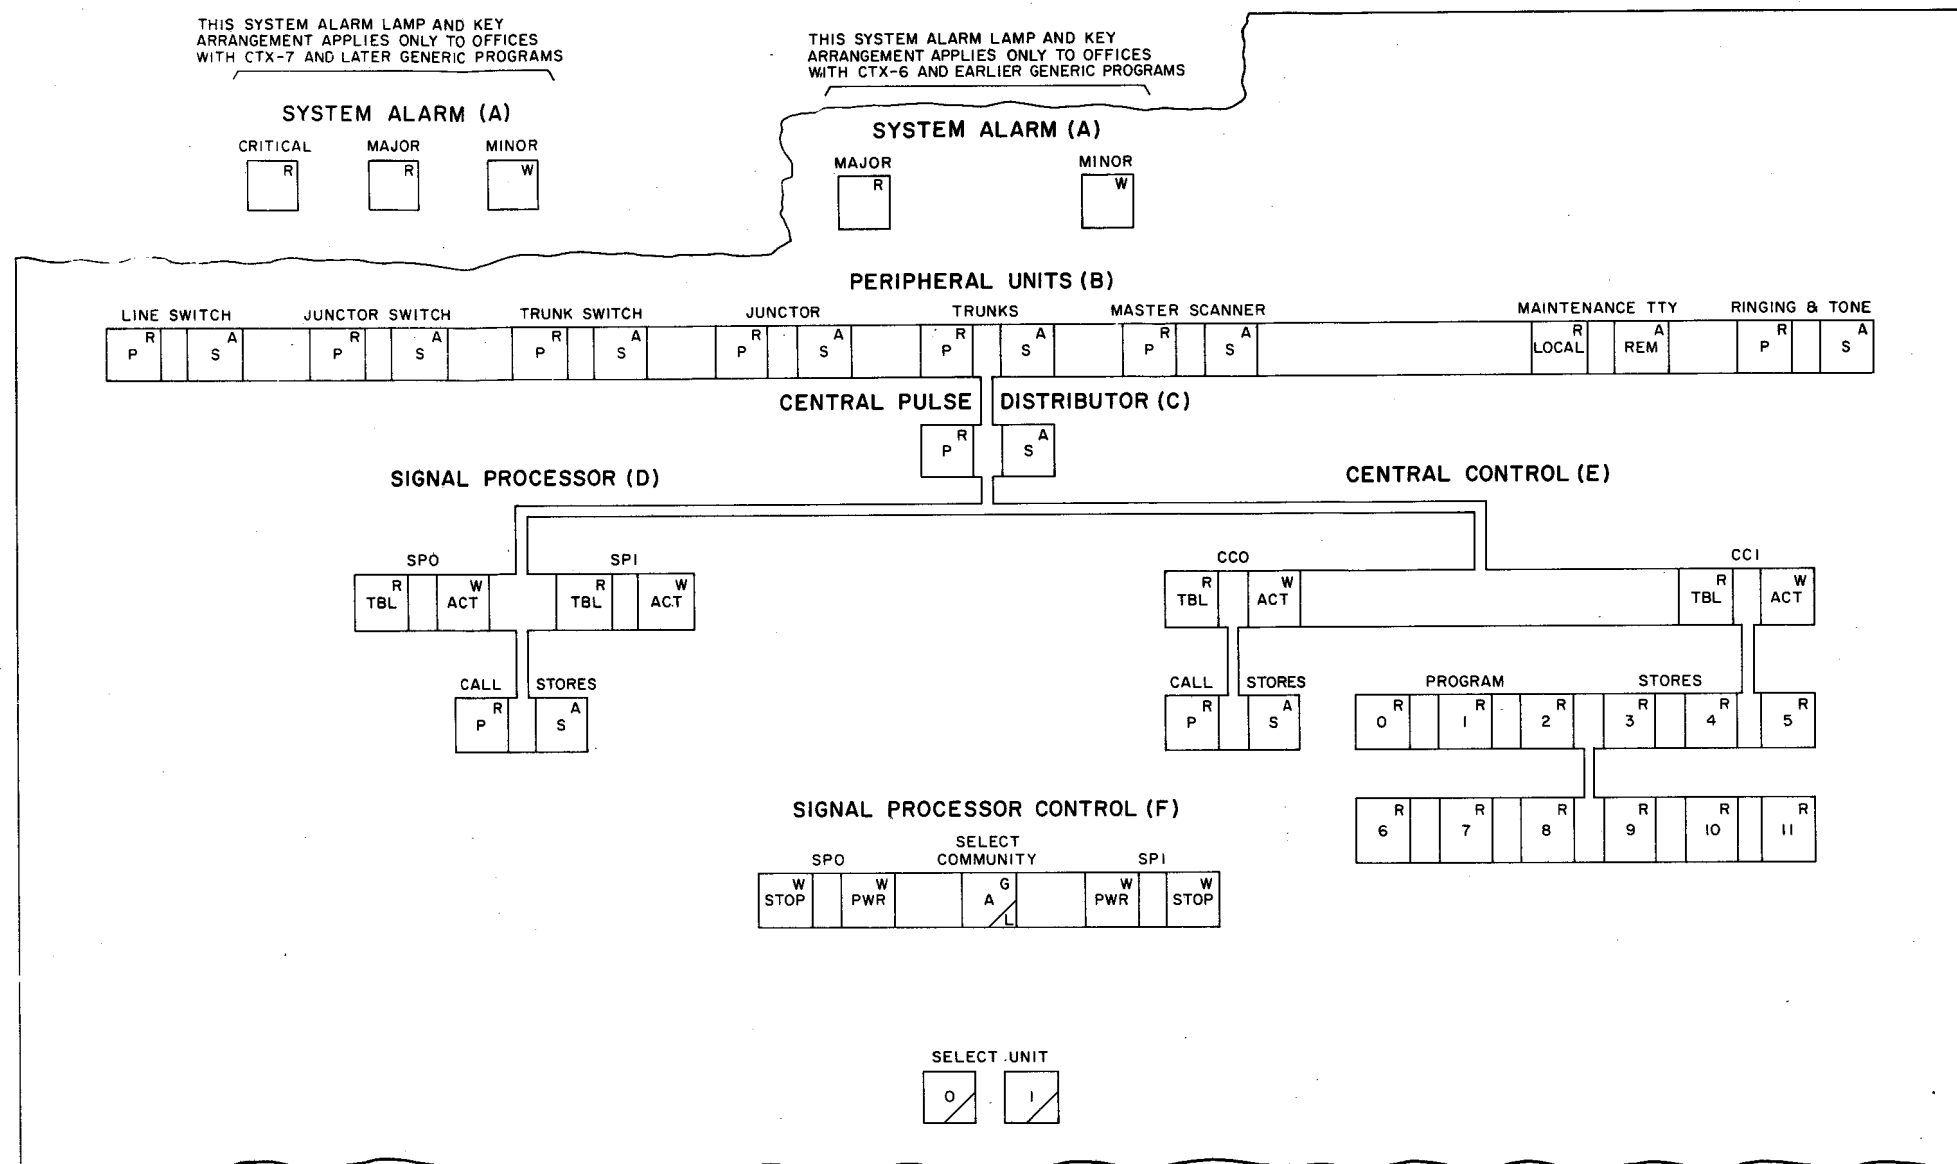 THIS SYSTEM ALARM LAMP AND KEY
ARRANGEMENT APPLIES ONLY TO OFFICES
WITH CTX-7 AND LATER GENERIC PROGRAMS
SYSTEM ALARM (A)
CRITICAL MAJOR MINOR
R R W
THIS SYSTEM ALARM LAMP AND KEY
ARRANGEMENT APPLIES ONLY TO OFFICES
WITH CTX-6 AND EARLIER GENERIC PROGRAMS
SYSTEM ALARM (A)
MAJOR MINOR
R W
PERIPHERAL UNITS (B)
LINE SWITCH JUNCTOR SWITCH TRUNK SWITCH JUNCTOR TRUNKS MASTER SCANNER MAINTENANCE TTY RINGING & TONE
R A R A R A R A R A R A R A R A
P S P S P S P S P S P S LOCAL REM P S
CENTRAL PULSE DISTRIBUTOR (C)
R A
P S
SIGNAL PROCESSOR (D)
SPO SPI
R W R W
TBL ACT TBL ACT
CALL STORES
R A
P S
CENTRAL CONTROL (E)
CCO CCI
R W R W
TBL ACT TBL ACT
CALL STORES PROGRAM STORES
R A R R R R R R
P S 0 1 2 3 4 5
R R R R R R
6 7 8 9 10 11
SIGNAL PROCESSOR CONTROL (F)
SELECT
SPO COMMUNITY SPI
W W G W W
STOP PWR A PWR STOP
L
SELECT UNIT
0 1